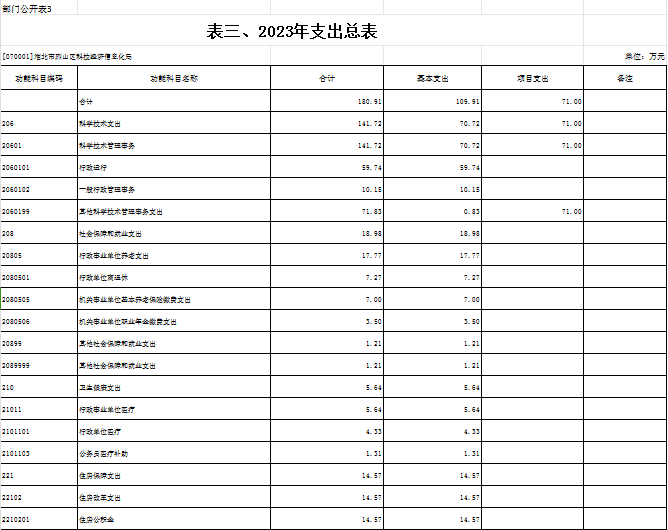 部门公开表3
表三、2023年支出总表
[070001]淮北市烈山区科技经济信息化局 单位：万元
功能科目编码 功能科目名称 合计 基本支出 项目支出 备注
合计 180.91 109.91 71.00
206 科学技术支出 141.72 70.72 71.00
20601 科学技术管理事务 141.72 70.72 71.00
2060101 行政运行 59.74 59.74
2060102 一般行政管理事务 10.15 10.15
2060199 其他科学技术管理事务支出 71.83 0.83 71.00
208 社会保障和就业支出 18.98 18.98
20805 行政事业单位养老支出 17.77 17.77
2080501 行政单位离退休 7.27 7.27
2080505 机关事业单位基本养老保险缴费支出 7.00 7.00
2080506 机关事业单位职业年金缴费支出 3.50 3.50
20899 其他社会保障和就业支出 1.21 1.21
2089999 其他社会保障和就业支出 1.21 1.21
210 卫生健康支出 5.64 5.64
21011 行政事业单位医疗 5.64 5.64
2101101 行政单位医疗 4.33 4.33
2101103 公务员医疗补助 1.31 1.31
221 住房保障支出 14.57 14.57
22102 住房改革支出 14.57 14.57
2210201 住房公积金 14.57 14.57